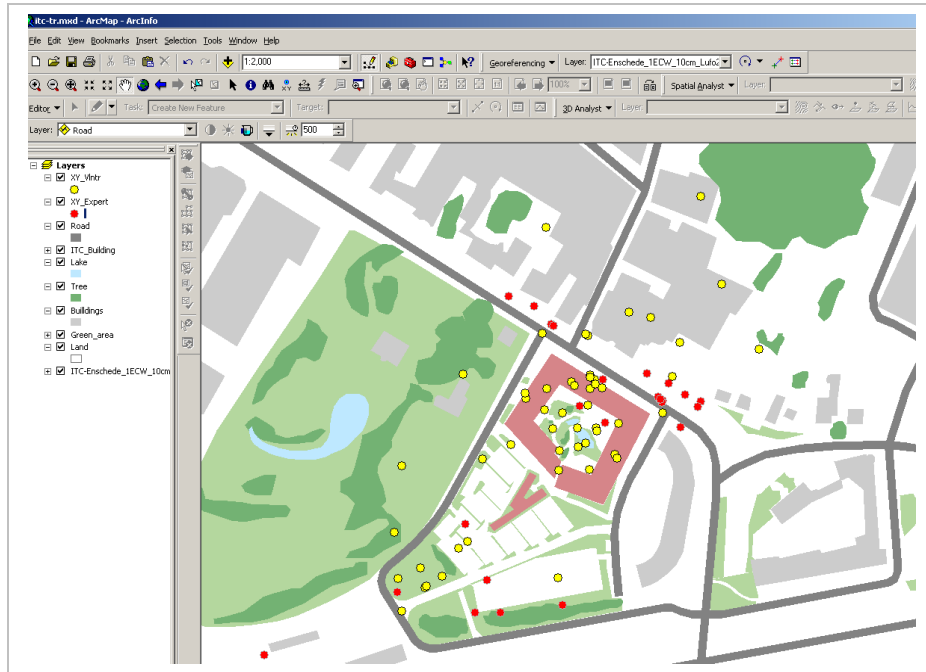 itc-tr.mxd - ArcMap - ArcInfo
File Edit View Bookmarks Insert Selection Tools Window Help
1:2,000 Georeferencing Layer: ITC-Enschede_1ECW_10cm_Lufo2
100% Spatial Analyst Layer:
Editor Task: Create New Feature Target: 3D Analyst Layer:
Layer: Road 500
Layers
XY_Vlntr
XY_Expert
Road
ITC_Building
Lake
Tree
Buildings
Green_area
Land
ITC-Enschede_1ECW_10cm